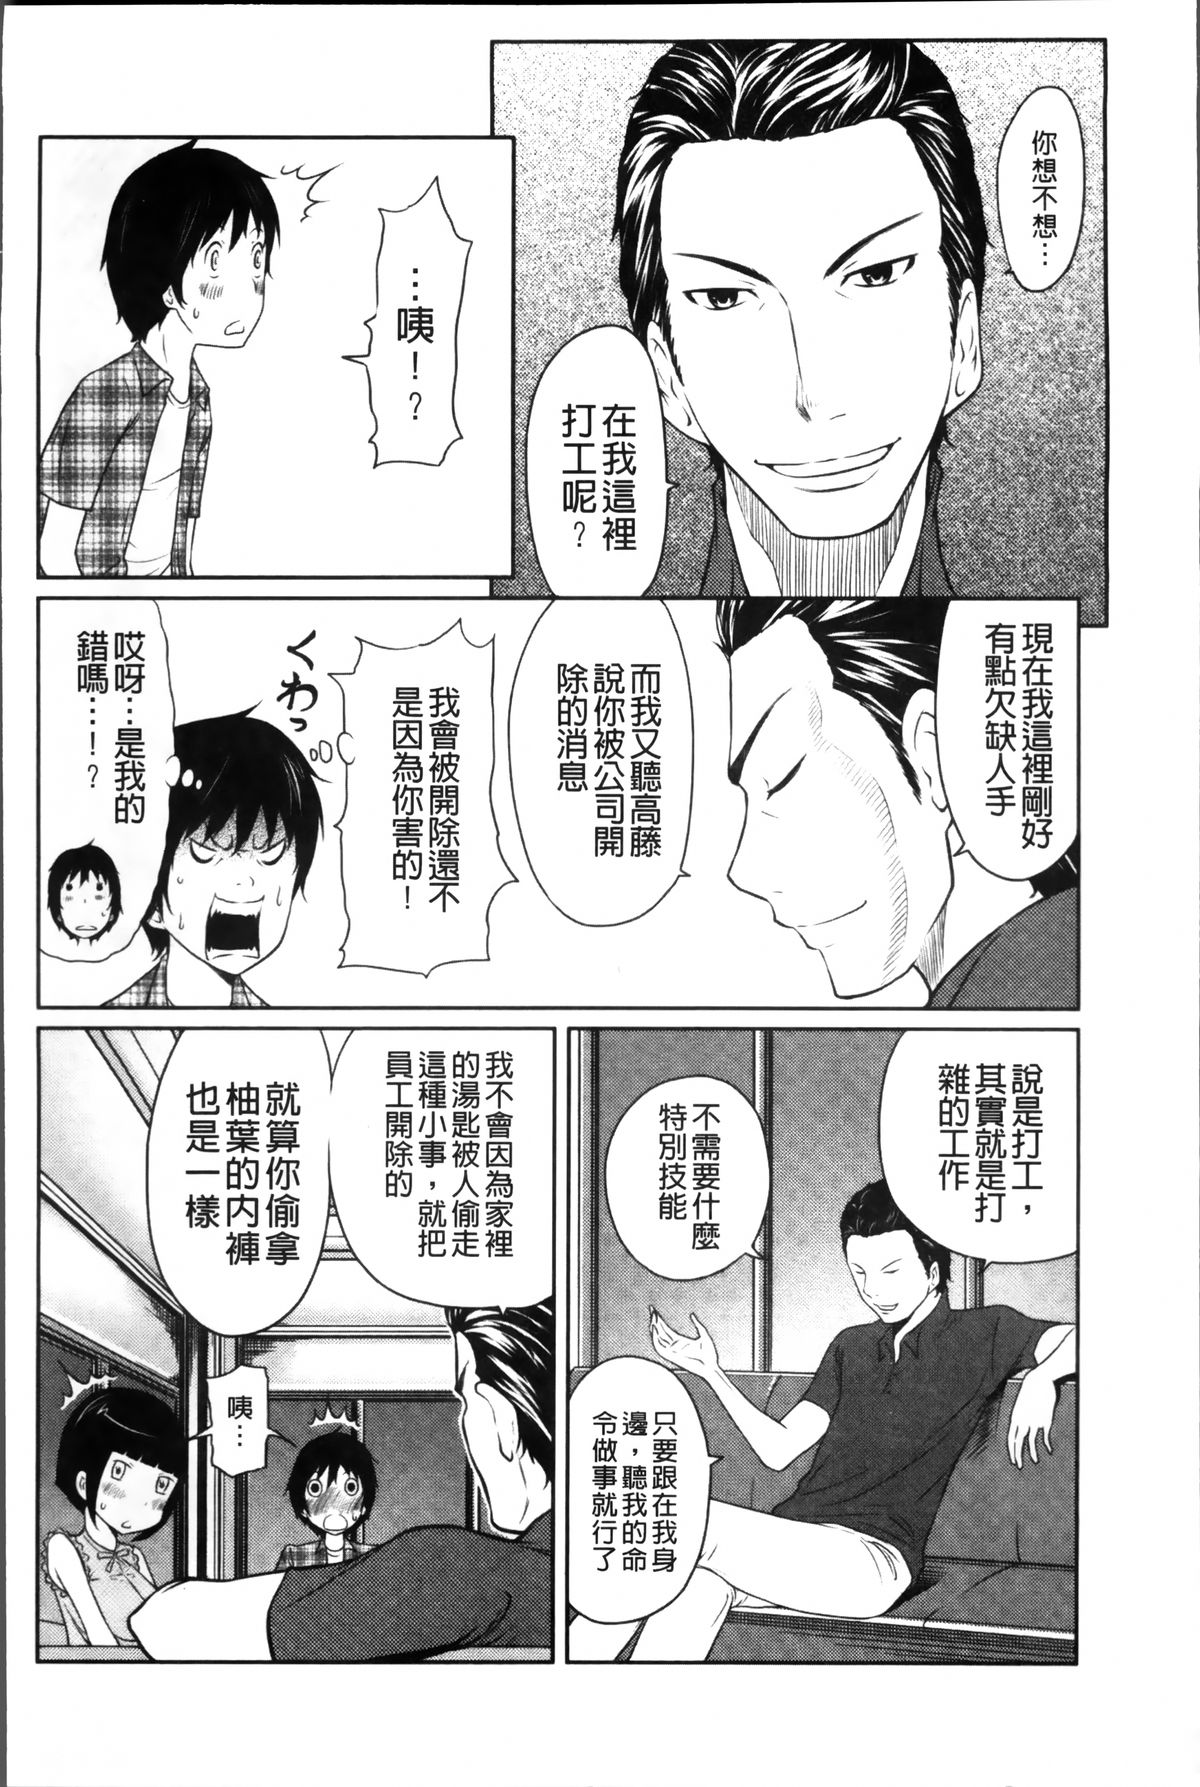 你想不想…
在我這裡
打工呢？
…咦！？
現在我這裡剛好
有點欠缺人手
而我又聽高藤
說你被公司開
除的消息
我會被開除還不
是因為你害的！
くわっ
哎呀…是我的
錯嗎…！？
說是打工，
其實就是打
雜的工作
不需要什麼
特別技能
只要跟在我身
邊，聽我的命
令做事就行了
我不會因為家裡
的湯匙被人偷走
這種小事，就把
員工開除的
就算你偷拿
柚葉的內褲
也是一樣
咦…